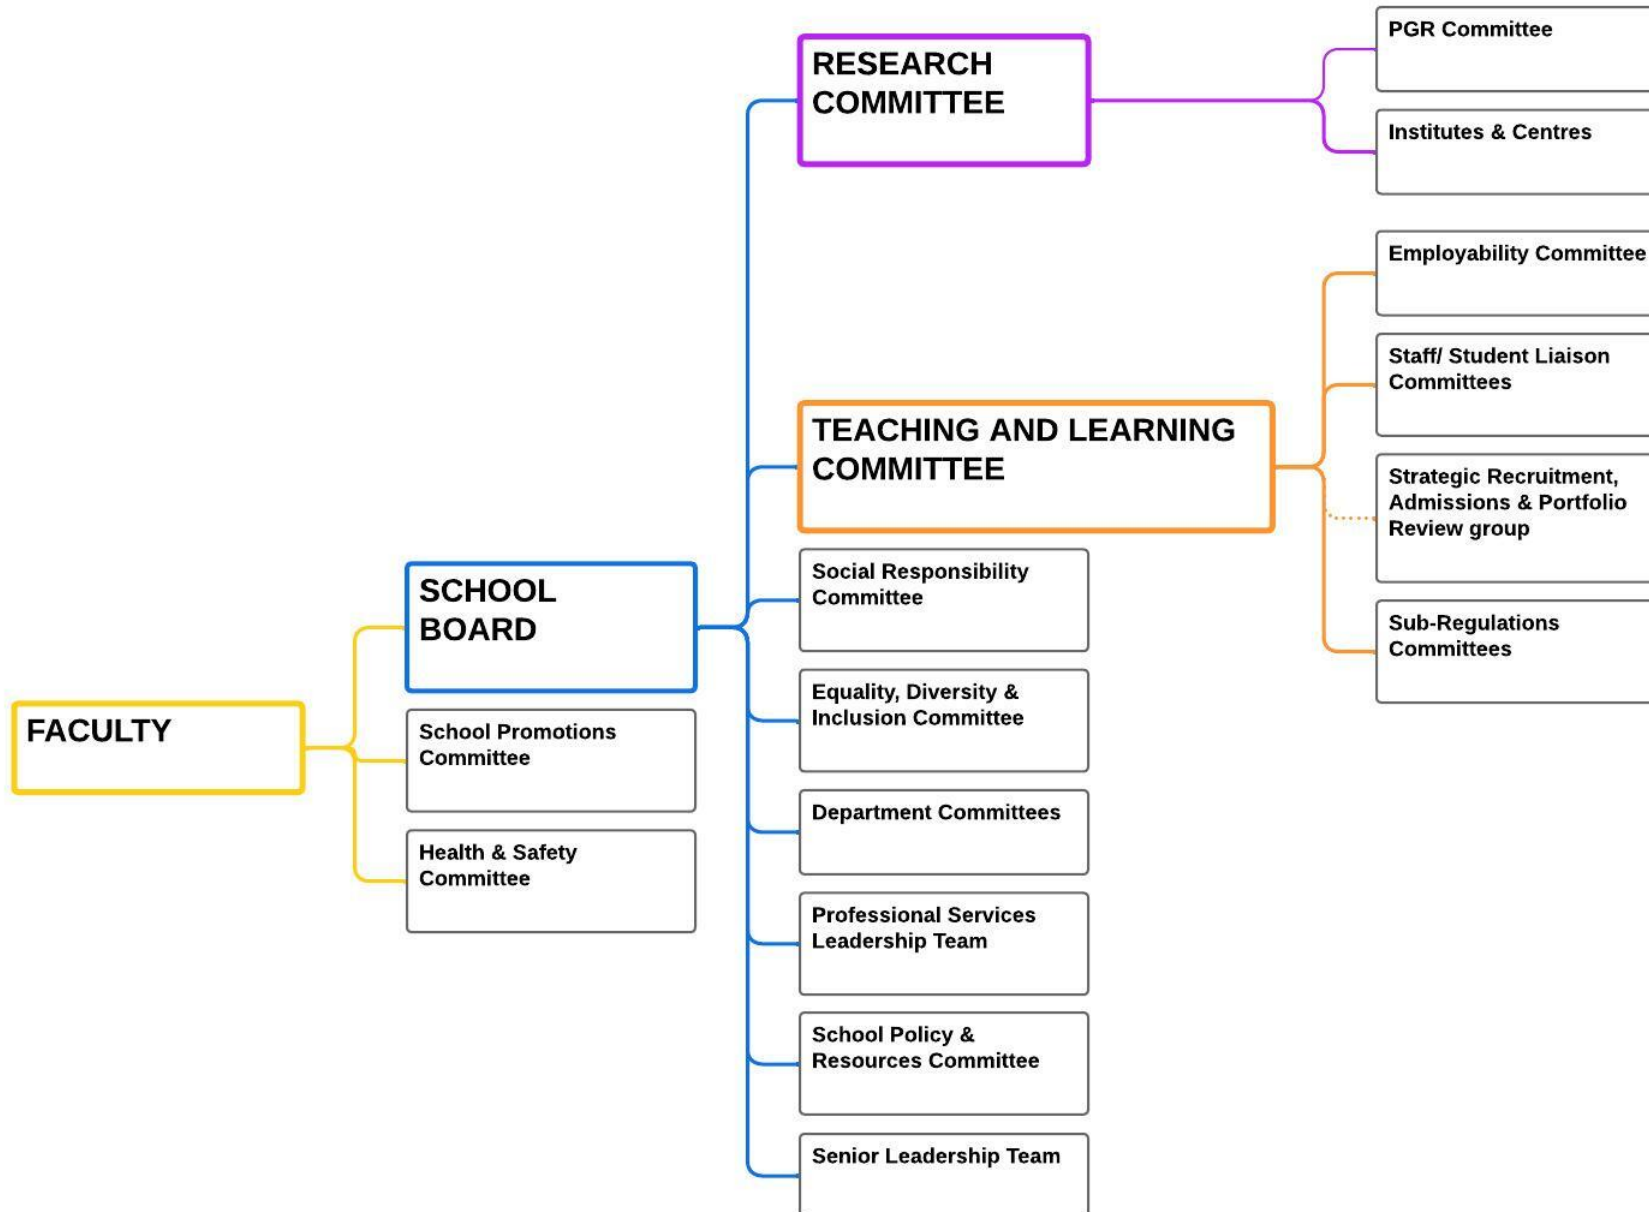 FACULTY
SCHOOL
BOARD
School Promotions
Committee
Health & Safety
Committee
RESEARCH
COMMITTEE
TEACHING AND LEARNING
COMMITTEE
Social Responsibility
Committee
Equality, Diversity &
Inclusion Committee
Department Committees
Professional Services
Leadership Team
School Policy &
Resources Committee
Senior Leadership Team
PGR Committee
Institutes & Centres
Employability Committee
Staff/ Student Liaison
Committees
Strategic Recruitment,
Admissions & Portfolio
Review group
Sub-Regulations
Committees